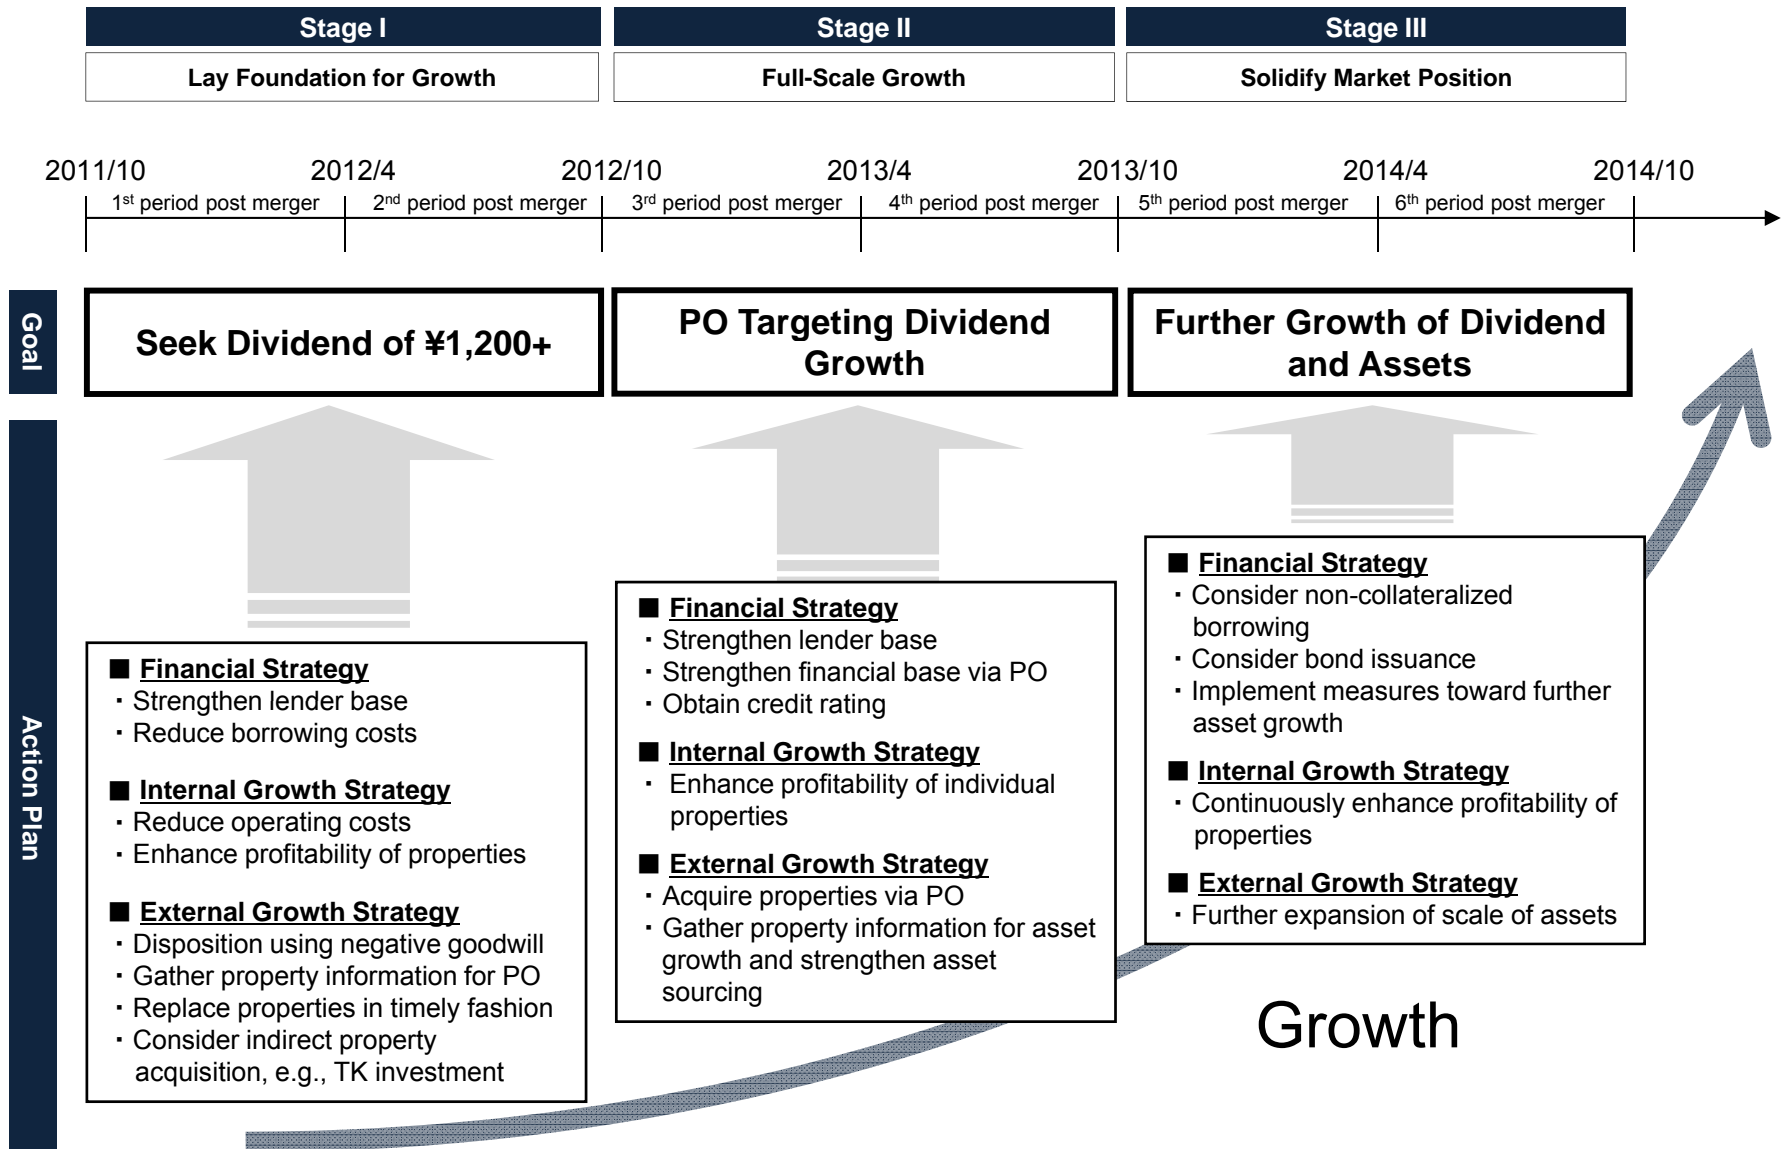 Stage I
Stage II
Stage III
Lay Foundation for Growth
Full-Scale Growth
Solidify Market Position
2011/10
2012/4
2012/10
2013/4
2013/10
2014/4
2014/10
1st period post merger
2nd period post merger
3rd period post merger
4th period post merger
5th period post merger
6th period post merger
Goal
Seek Dividend of ¥1,200+
PO Targeting Dividend
Growth
Further Growth of Dividend
and Assets
Action Plan
■ Financial Strategy
・Strengthen lender base
・Reduce borrowing costs
■ Internal Growth Strategy
・Reduce operating costs
・Enhance profitability of properties
■ External Growth Strategy
・Disposition using negative goodwill
・Gather property information for PO
・Replace properties in timely fashion
・Consider indirect property
acquisition, e.g., TK investment
■ Financial Strategy
・Strengthen lender base
・Strengthen financial base via PO
・Obtain credit rating
■ Internal Growth Strategy
・Enhance profitability of individual
properties
■ External Growth Strategy
・Acquire properties via PO
・Gather property information for asset
growth and strengthen asset
sourcing
■ Financial Strategy
・Consider non-collateralized
borrowing
・Consider bond issuance
・Implement measures toward further
asset growth
■ Internal Growth Strategy
・Continuously enhance profitability of
properties
■ External Growth Strategy
・Further expansion of scale of assets
Growth